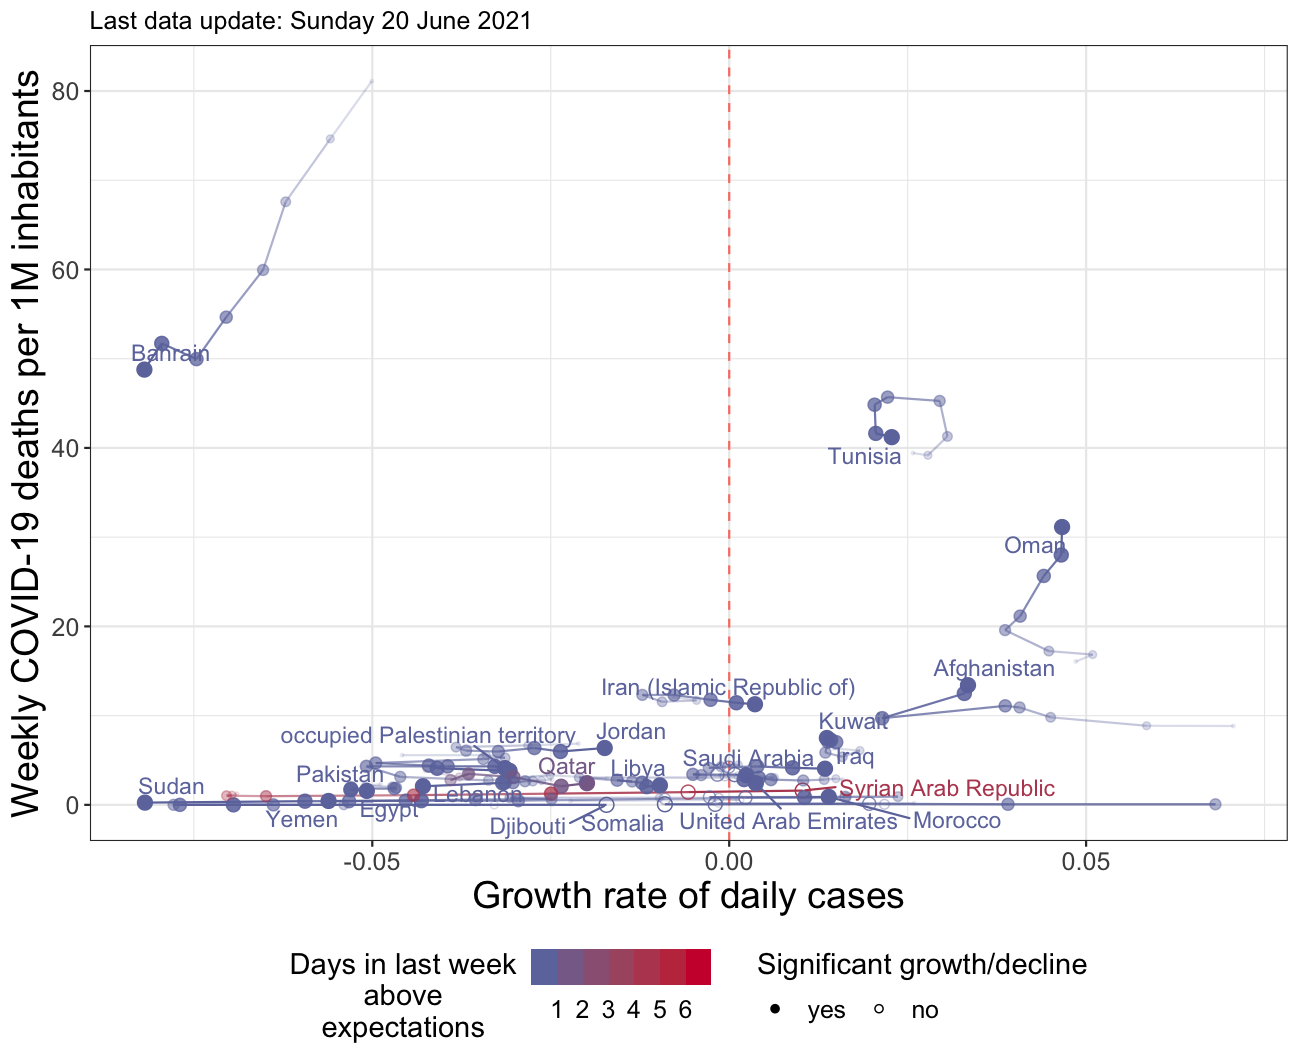 Last data update: Sunday 20 June 2021
Weekly COVID-19 deaths per 1M inhabitants
80
60
40
20
0
Bahrain
Tunisia
Oman
Afghanistan
Iran (Islamic Republic of)
Kuwait
occupied Palestinian territory
Jordan
Saudi Arabia
Iraq
Qatar
Libya
Pakistan
Sudan
Lebanon
Syrian Arab Republic
Egypt
Yemen
Djibouti
Somalia
United Arab Emirates
Morocco
-0.05
0.00
0.05
Growth rate of daily cases
Days in last week
above
expectations
1 2 3 4 5 6
Significant growth/decline
yes
no